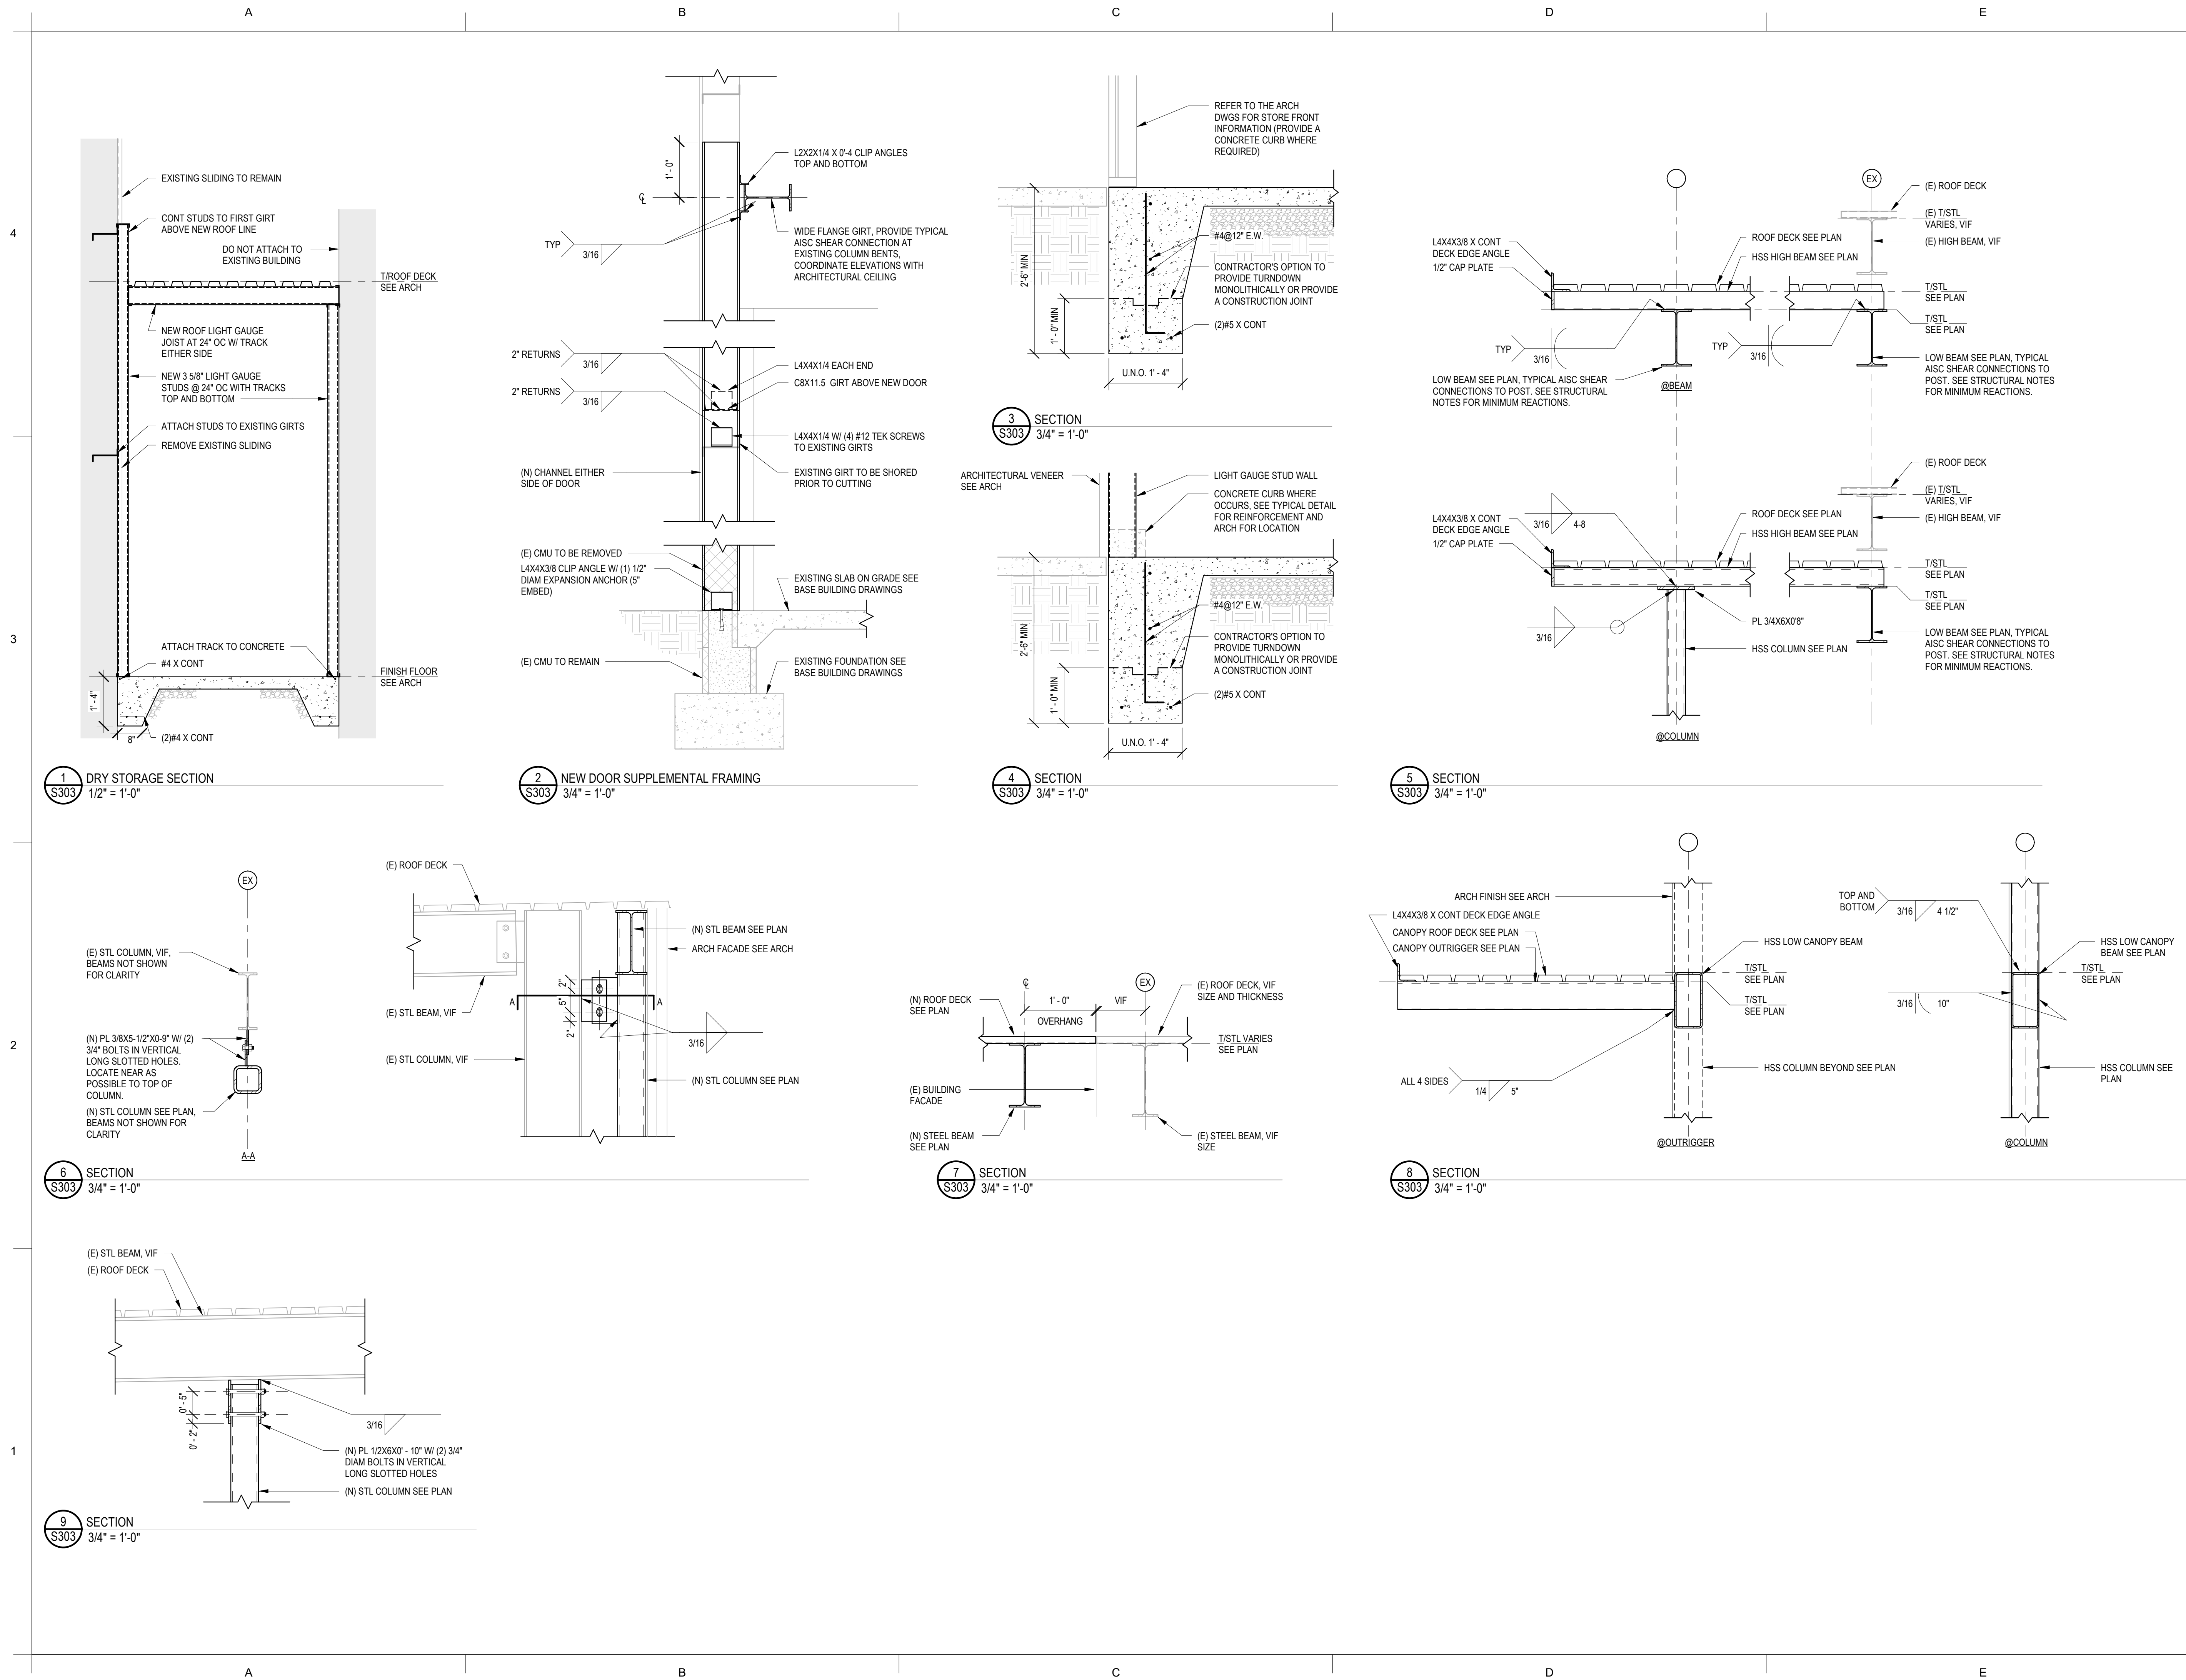 A
B
C
D
E
4
3
2
1
EXISTING SLIDING TO REMAIN
CONT STUDS TO FIRST GIRT
ABOVE NEW ROOF LINE
DO NOT ATTACH TO
EXISTING BUILDING
T/ROOF DECK
SEE ARCH
NEW ROOF LIGHT GAUGE
JOIST AT 24" OC W/ TRACK
EITHER SIDE
NEW 3 5/8" LIGHT GAUGE
STUDS @ 24" OC WITH TRACKS
TOP AND BOTTOM
ATTACH STUDS TO EXISTING GIRTS
REMOVE EXISTING SLIDING
ATTACH TRACK TO CONCRETE
#4 X CONT
FINISH FLOOR
SEE ARCH
1' - 4"
8"
(2)#4 X CONT
1
S303
DRY STORAGE SECTION
1/2" = 1'-0"
1' - 0"
℄
L2X2X1/4 X 0'-4 CLIP ANGLES
TOP AND BOTTOM
TYP
3/16
WIDE FLANGE GIRT, PROVIDE TYPICAL
AISC SHEAR CONNECTION AT
EXISTING COLUMN BENTS,
COORDINATE ELEVATIONS WITH
ARCHITECTURAL CEILING
2" RETURNS
3/16
2" RETURNS
3/16
L4X4X1/4 EACH END
C8X11.5 GIRT ABOVE NEW DOOR
L4X4X1/4 W/ (4) #12 TEK SCREWS
TO EXISTING GIRTS
(N) CHANNEL EITHER
SIDE OF DOOR
EXISTING GIRT TO BE SHORED
PRIOR TO CUTTING
(E) CMU TO BE REMOVED
L4X4X3/8 CLIP ANGLE W/ (1) 1/2"
DIAM EXPANSION ANCHOR (5"
EMBED)
EXISTING SLAB ON GRADE SEE
BASE BUILDING DRAWINGS
(E) CMU TO REMAIN
EXISTING FOUNDATION SEE
BASE BUILDING DRAWINGS
2
S303
NEW DOOR SUPPLEMENTAL FRAMING
3/4" = 1'-0"
REFER TO THE ARCH
DWGS FOR STORE FRONT
INFORMATION (PROVIDE A
CONCRETE CURB WHERE
REQUIRED)
#4@12" E.W.
CONTRACTOR'S OPTION TO
PROVIDE TURNDOWN
MONOLITHICALLY OR PROVIDE
A CONSTRUCTION JOINT
(2)#5 X CONT
2'-6" MIN
1' - 0" MIN
U.N.O. 1' - 4"
3
S303
SECTION
3/4" = 1'-0"
ARCHITECTURAL VENEER
SEE ARCH
LIGHT GAUGE STUD WALL
CONCRETE CURB WHERE
OCCURS, SEE TYPICAL DETAIL
FOR REINFORCEMENT AND
ARCH FOR LOCATION
#4@12" E.W.
CONTRACTOR'S OPTION TO
PROVIDE TURNDOWN
MONOLITHICALLY OR PROVIDE
A CONSTRUCTION JOINT
(2)#5 X CONT
2'-6" MIN
1' - 0" MIN
U.N.O. 1' - 4"
4
S303
SECTION
3/4" = 1'-0"
EX
(E) ROOF DECK
(E) T/STL
VARIES, VIF
(E) HIGH BEAM, VIF
L4X4X3/8 X CONT
DECK EDGE ANGLE
1/2" CAP PLATE
ROOF DECK SEE PLAN
HSS HIGH BEAM SEE PLAN
T/STL
SEE PLAN
T/STL
SEE PLAN
TYP
3/16
TYP
3/16
LOW BEAM SEE PLAN, TYPICAL AISC SHEAR
CONNECTIONS TO POST. SEE STRUCTURAL
NOTES FOR MINIMUM REACTIONS.
@BEAM
LOW BEAM SEE PLAN, TYPICAL
AISC SHEAR CONNECTIONS TO
POST. SEE STRUCTURAL NOTES
FOR MINIMUM REACTIONS.
(E) ROOF DECK
(E) T/STL
VARIES, VIF
(E) HIGH BEAM, VIF
3/16
4-8
L4X4X3/8 X CONT
DECK EDGE ANGLE
1/2" CAP PLATE
ROOF DECK SEE PLAN
HSS HIGH BEAM SEE PLAN
T/STL
SEE PLAN
T/STL
SEE PLAN
3/16
PL 3/4X6X0'8"
HSS COLUMN SEE PLAN
LOW BEAM SEE PLAN, TYPICAL
AISC SHEAR CONNECTIONS TO
POST. SEE STRUCTURAL NOTES
FOR MINIMUM REACTIONS.
@COLUMN
5
S303
SECTION
3/4" = 1'-0"
EX
(E) STL COLUMN, VIF,
BEAMS NOT SHOWN
FOR CLARITY
(N) PL 3/8X5-1/2"X0-9" W/ (2)
3/4" BOLTS IN VERTICAL
LONG SLOTTED HOLES.
LOCATE NEAR AS
POSSIBLE TO TOP OF
COLUMN.
(N) STL COLUMN SEE PLAN,
BEAMS NOT SHOWN FOR
CLARITY
A-A
(E) ROOF DECK
(N) STL BEAM SEE PLAN
ARCH FACADE SEE ARCH
2"
5"
2"
A
A
(E) STL BEAM, VIF
3/16
(E) STL COLUMN, VIF
(N) STL COLUMN SEE PLAN
6
S303
SECTION
3/4" = 1'-0"
℄
EX
(N) ROOF DECK
SEE PLAN
1' - 0"
VIF
OVERHANG
(E) ROOF DECK, VIF
SIZE AND THICKNESS
T/STL VARIES
SEE PLAN
(E) BUILDING
FACADE
(N) STEEL BEAM
SEE PLAN
(E) STEEL BEAM, VIF
SIZE
7
S303
SECTION
3/4" = 1'-0"
ARCH FINISH SEE ARCH
L4X4X3/8 X CONT DECK EDGE ANGLE
CANOPY ROOF DECK SEE PLAN
CANOPY OUTRIGGER SEE PLAN
HSS LOW CANOPY BEAM
T/STL
SEE PLAN
T/STL
SEE PLAN
HSS COLUMN BEYOND SEE PLAN
ALL 4 SIDES
1/4
5"
@OUTRIGGER
TOP AND
BOTTOM
3/16
4 1/2"
HSS LOW CANOPY
BEAM SEE PLAN
T/STL
SEE PLAN
3/16
10"
HSS COLUMN SEE
PLAN
@COLUMN
8
S303
SECTION
3/4" = 1'-0"
(E) STL BEAM, VIF
(E) ROOF DECK
0' - 5"
0' - 2"
3/16
(N) PL 1/2X6X0' - 10" W/ (2) 3/4"
DIAM BOLTS IN VERTICAL
LONG SLOTTED HOLES
(N) STL COLUMN SEE PLAN
9
S303
SECTION
3/4" = 1'-0"
A
B
C
D
E